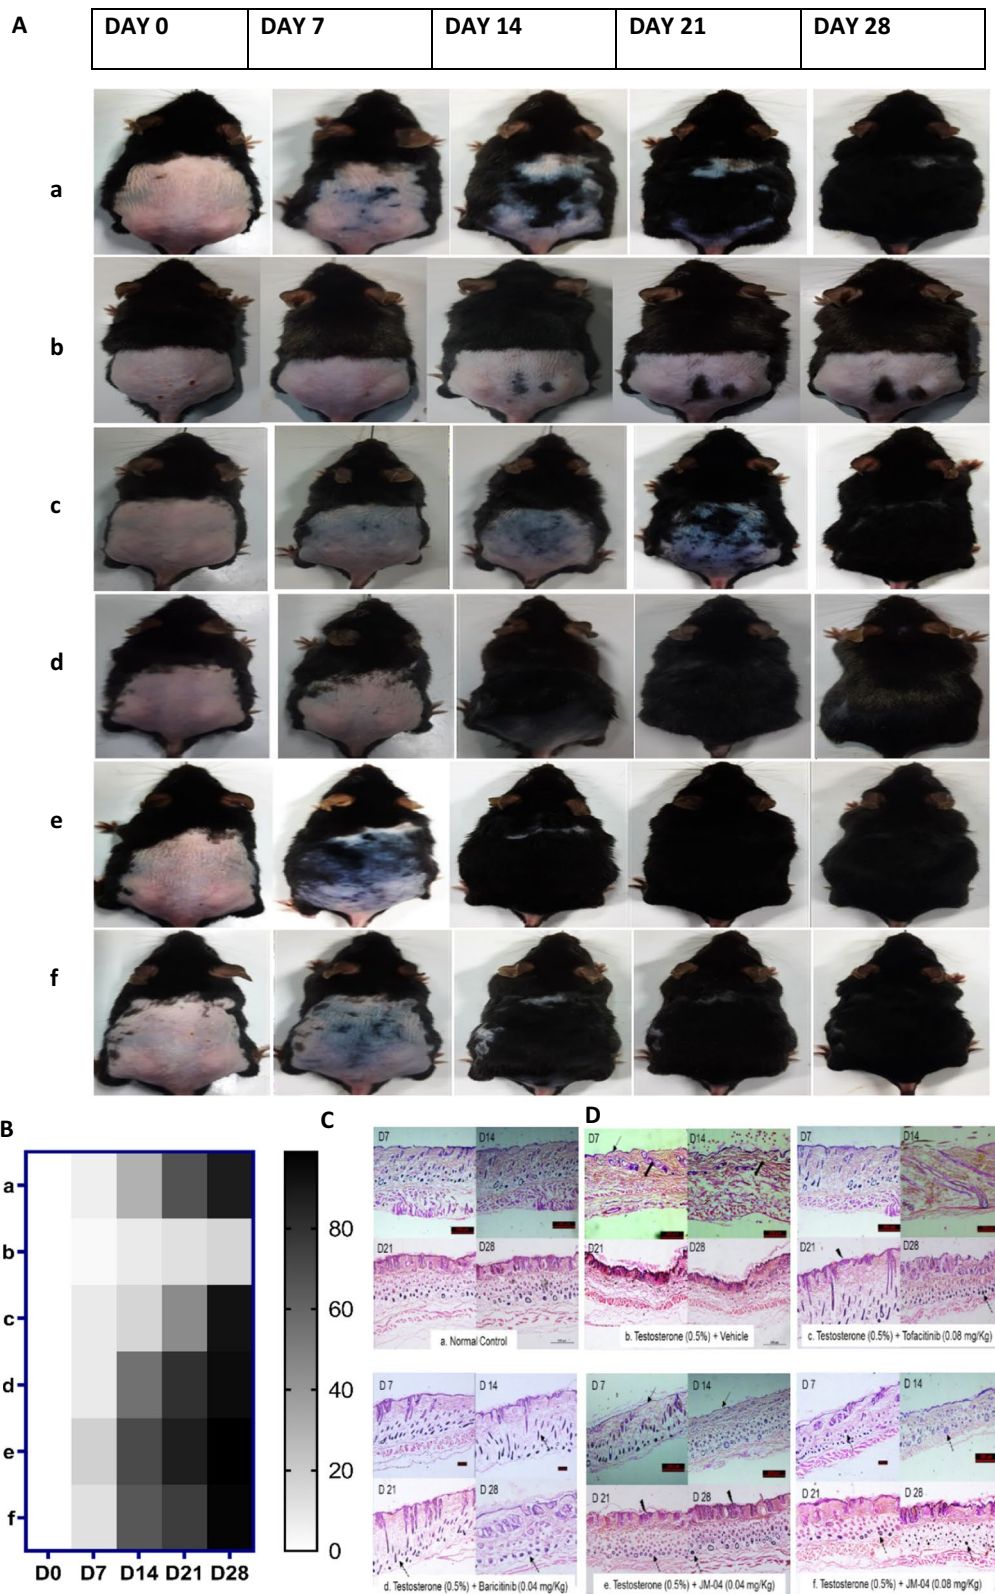 A
DAY 0 DAY 7 DAY 14 DAY 21 DAY 28
a
b
c
d
e
f
B
a
b
c
d
e
f
D0 D7 D14 D21 D28
80
60
40
20
0
C
D7 D14
D21 D28
a. Normal Control
D
D7 D14
D21 D28
b. Testosterone (0.5%) + Vehicle
D7 D14
D21 D28
c. Testosterone (0.5%) + Tofacitinib (0.08 mg/Kg)
D 7 D 14
D 21 D 28
d. Testosterone (0.5%) + Baricitinib (0.04 mg/Kg)
D 7 D 14
D 21 D 28
e. Testosterone (0.5%) + JM-04 (0.04 mg/Kg)
D 7 D 14
D 21 D 28
f. Testosterone (0.5%) + JM-04 (0.08 mg/Kg)